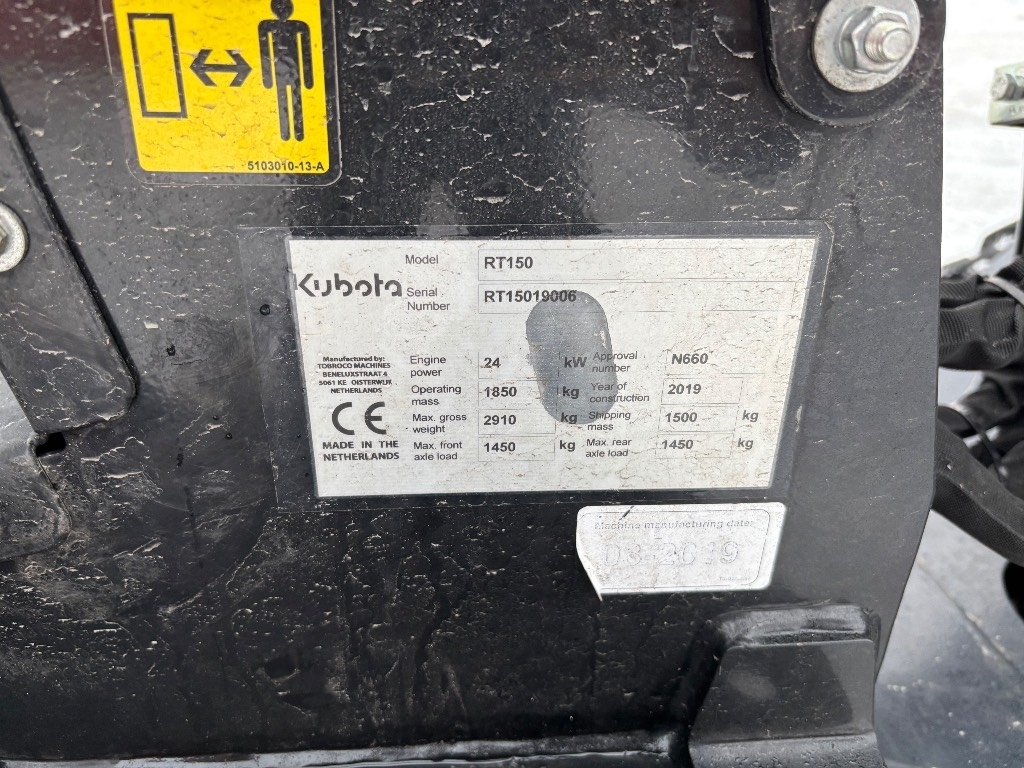 5103010-13-A
Kubota
Model RT150
Serial Number RT15019006
Manufactured by:
TOBROCO MACHINES
BENELUXSTRAAT 4
5061 KE OISTERWIJK
NETHERLANDS
CE
MADE IN THE
NETHERLANDS
Engine power 24 kW Approval number N660
Operating mass 1850 kg Year of construction 2019
Max. gross weight 2910 kg Shipping mass 1500 kg
Max. front axle load 1450 kg Max. rear axle load 1450 kg
Machine manufacturing date:
03-2019